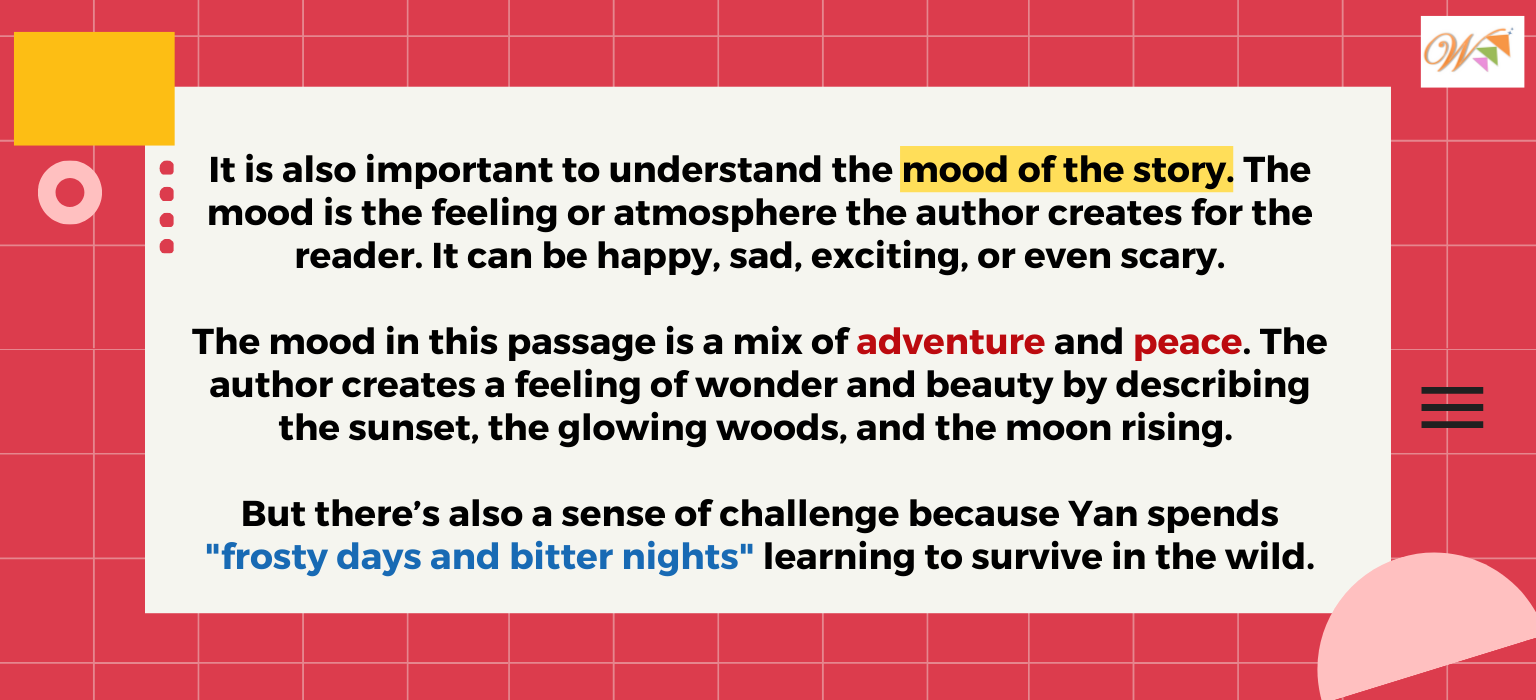 It is also important to understand the mood of the story. The
mood is the feeling or atmosphere the author creates for the
reader. It can be happy, sad, exciting, or even scary.
The mood in this passage is a mix of adventure and peace. The
author creates a feeling of wonder and beauty by describing
the sunset, the glowing woods, and the moon rising.
But there’s also a sense of challenge because Yan spends
"frosty days and bitter nights" learning to survive in the wild.